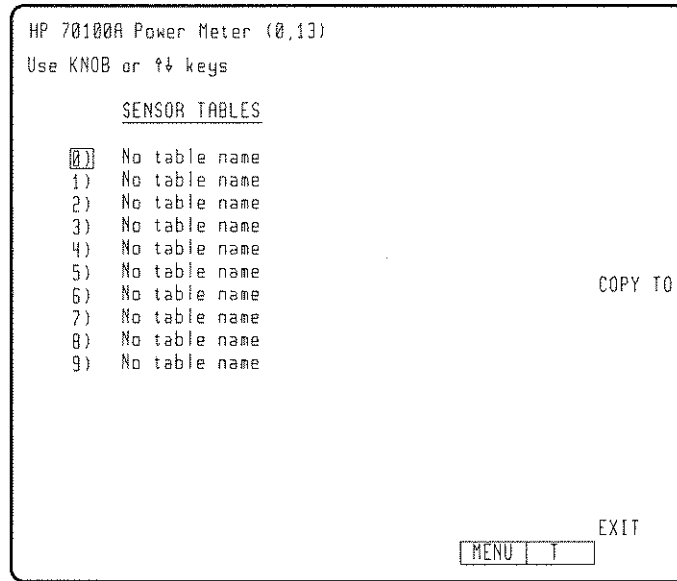 HP 70100A Power Meter (0,13)
Use KNOB or ↑↓ keys
SENSOR TABLES
0) No table name
1) No table name
2) No table name
3) No table name
4) No table name
5) No table name
6) No table name
7) No table name
8) No table name
9) No table name
COPY TO
EXIT
MENU T